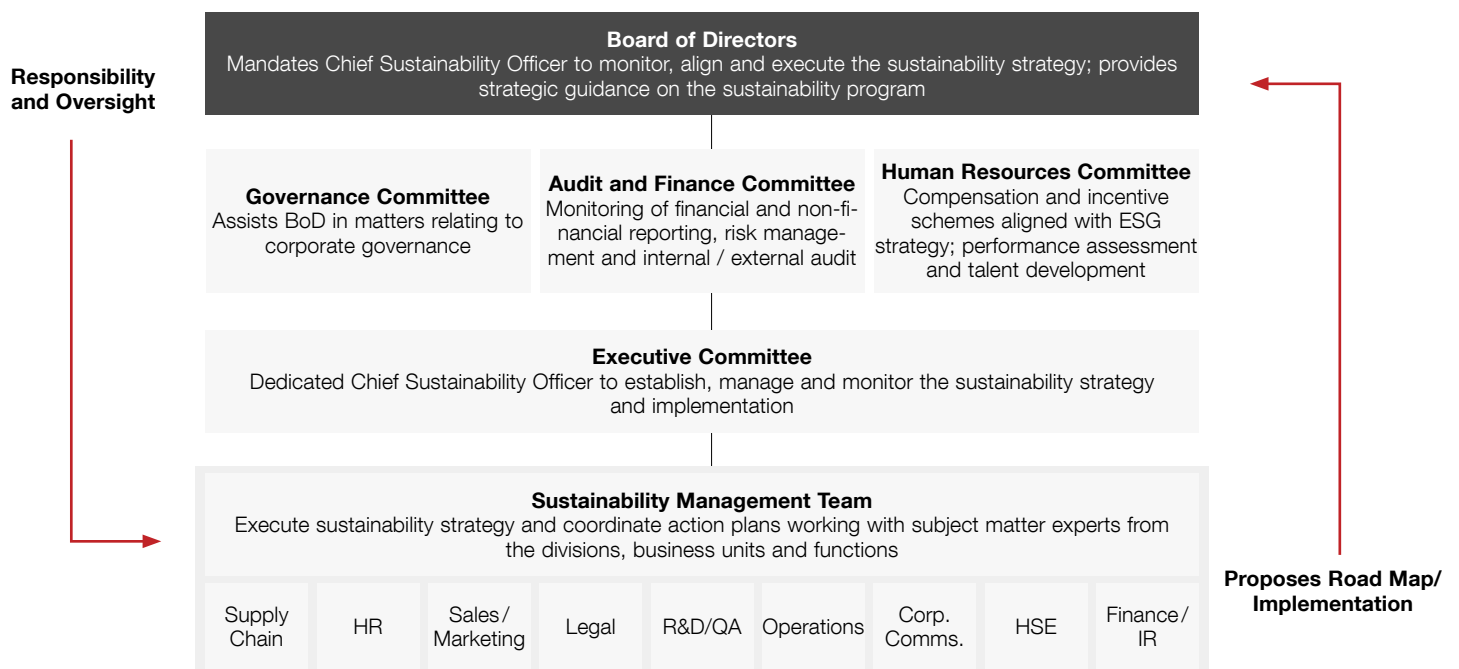 Board of Directors
Mandates Chief Sustainability Officer to monitor, align and execute the sustainability strategy; provides
strategic guidance on the sustainability program
Responsibility
and Oversight
Governance Committee
Assists BoD in matters relating to
corporate governance
Audit and Finance Committee
Monitoring of financial and non-fi-
nancial reporting, risk manage-
ment and internal / external audit
Human Resources Committee
Compensation and incentive
schemes aligned with ESG
strategy; performance assessment
and talent development
Executive Committee
Dedicated Chief Sustainability Officer to establish, manage and monitor the sustainability strategy
and implementation
Sustainability Management Team
Execute sustainability strategy and coordinate action plans working with subject matter experts from
the divisions, business units and functions
Supply
Chain
HR
Sales /
Marketing
Legal
R&D/QA
Operations
Corp.
Comms.
HSE
Finance /
IR
Proposes Road Map/
Implementation